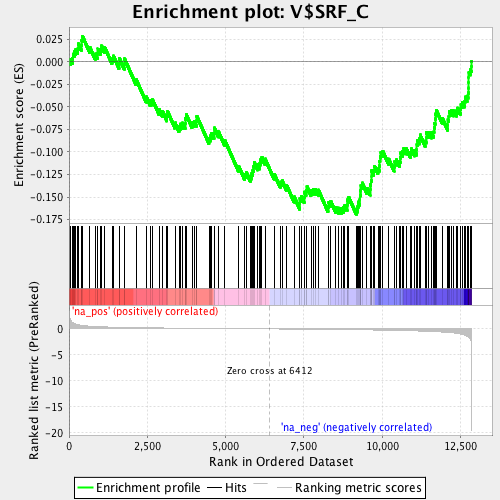 Enrichment plot: V$SRF_C
Enrichment score (ES)
0.025
0.000
-0.025
-0.050
-0.075
-0.100
-0.125
-0.150
-0.175
'na_pos' (positively correlated)
Ranked list metric (PreRanked)
0
-5
-10
-15
-20
Zero cross at 6412
'na_neg' (negatively correlated)
0
2,500
5,000
7,500
10,000
12,500
Rank in Ordered Dataset
Enrichment profile
Hits
Ranking metric scores